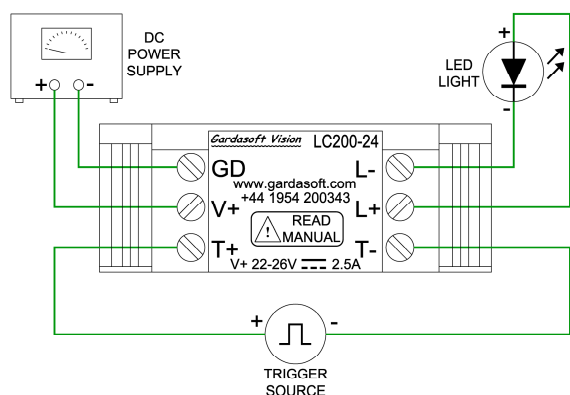 DC
POWER
SUPPLY
+ -
+
LED
LIGHT
-
Gardasoft Vision LC200-24
GD L-
www.gardasoft.com
+44 1954 200343
V+ L+
READ
MANUAL
!
T+ T-
V+ 22-26V 2.5A
+ -
TRIGGER
SOURCE